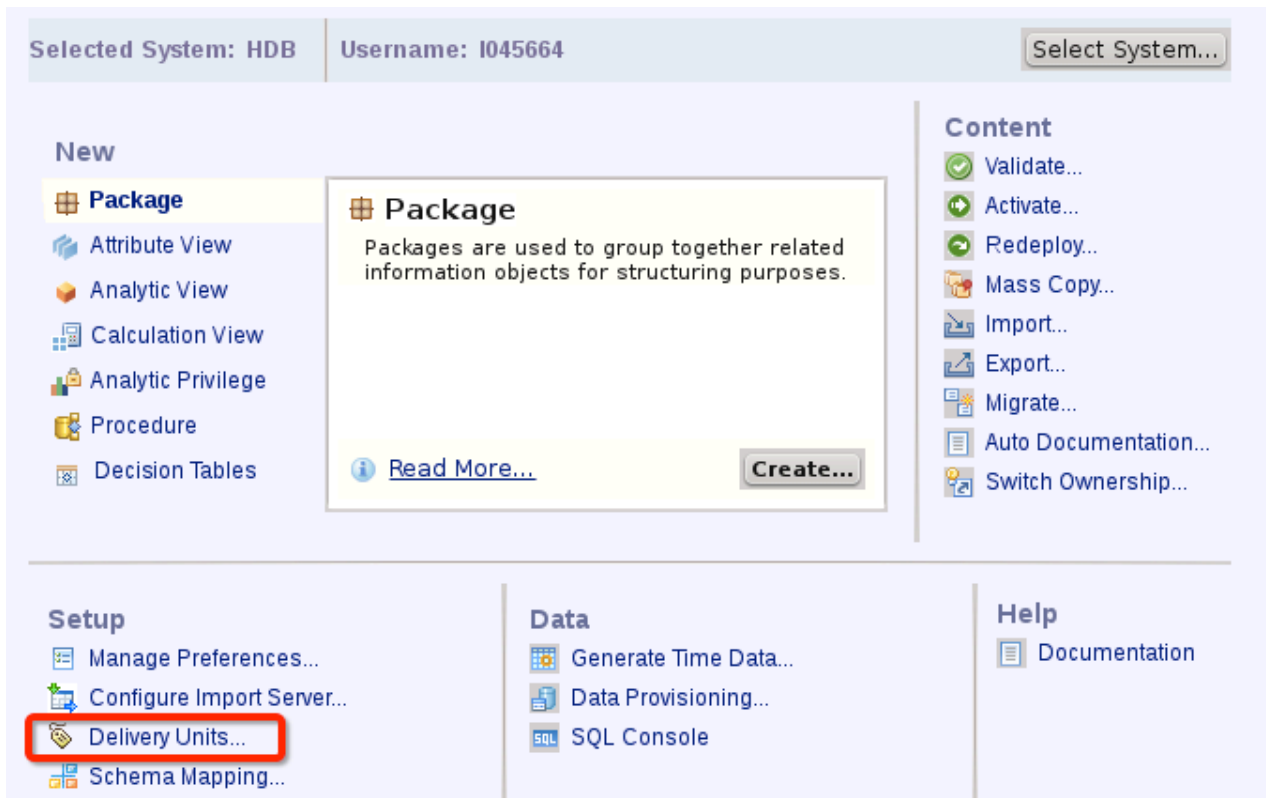 Selected System: HDB
Username: I045664
Select System...
New
Package
Attribute View
Analytic View
Calculation View
Analytic Privilege
Procedure
Decision Tables
Package
Packages are used to group together related
information objects for structuring purposes.
Read More...
Create...
Content
Validate...
Activate...
Redeploy...
Mass Copy...
Import...
Export...
Migrate...
Auto Documentation...
Switch Ownership...
Setup
Manage Preferences...
Configure Import Server...
Delivery Units...
Schema Mapping...
Data
Generate Time Data...
Data Provisioning...
SQL
SQL Console
Help
Documentation